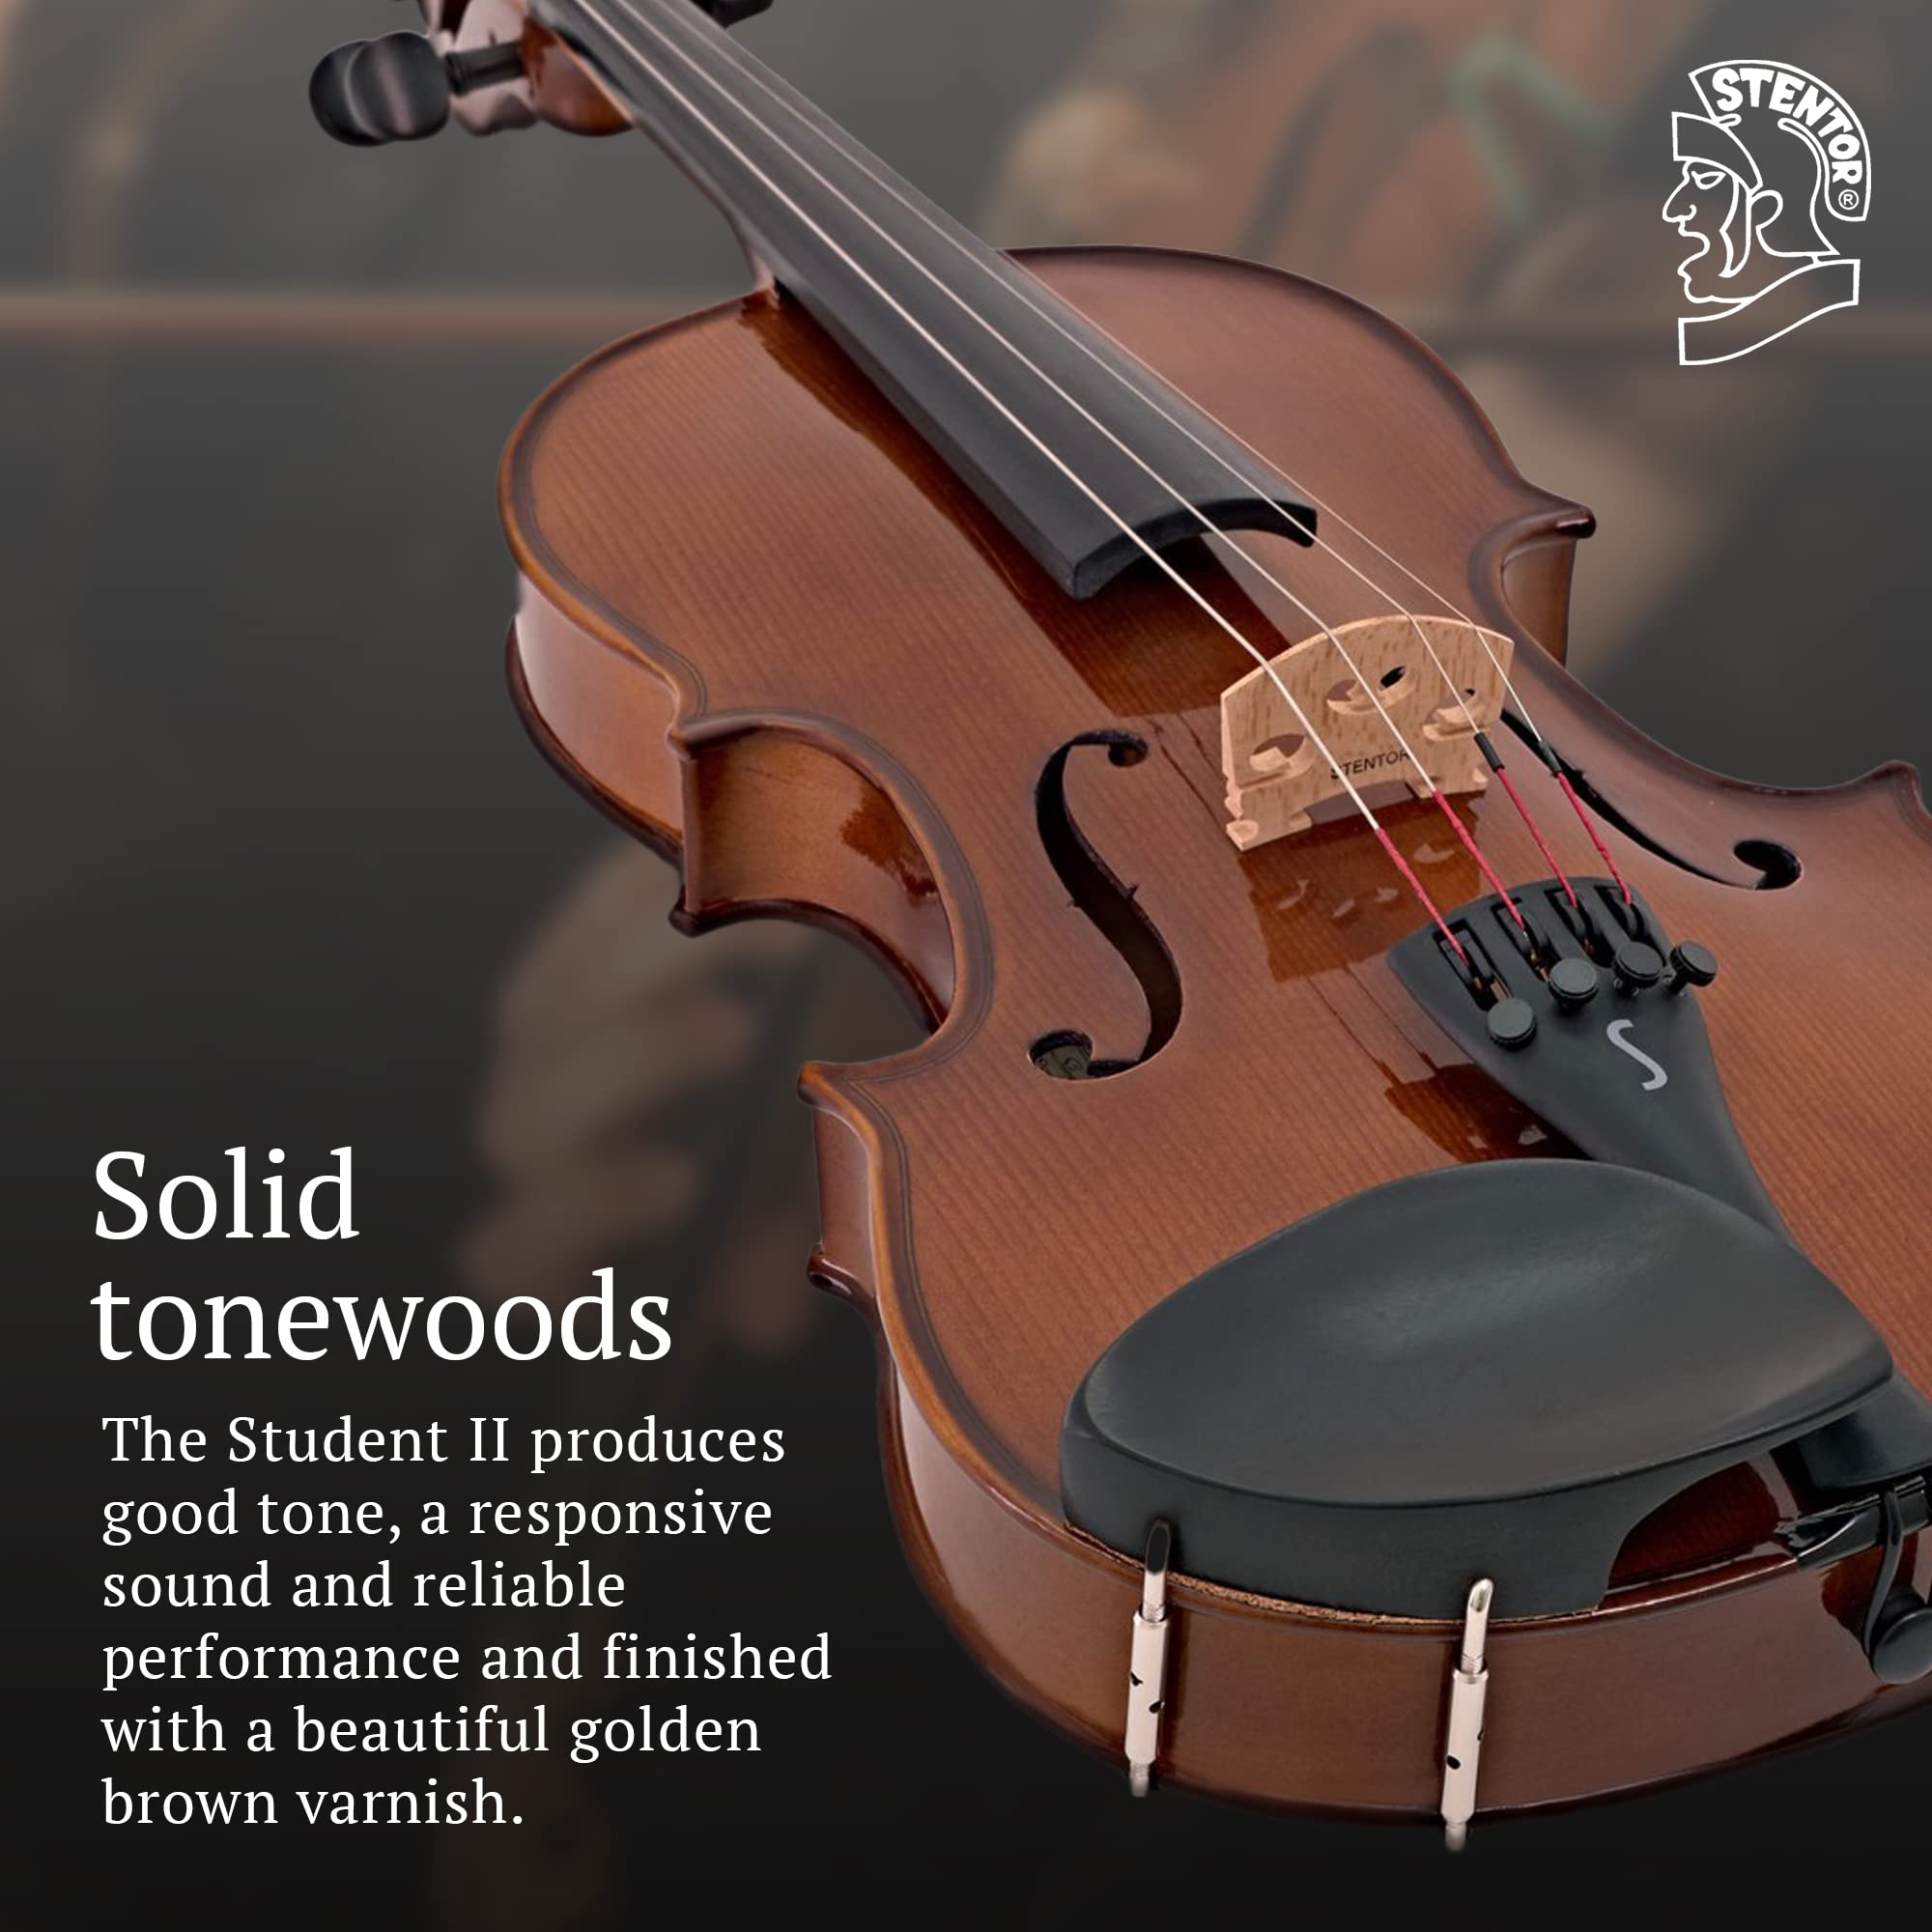 STENTOR®
STENTOR
S
Solid
tonewoods
The Student II produces
good tone, a responsive
sound and reliable
performance and finished
with a beautiful golden
brown varnish.